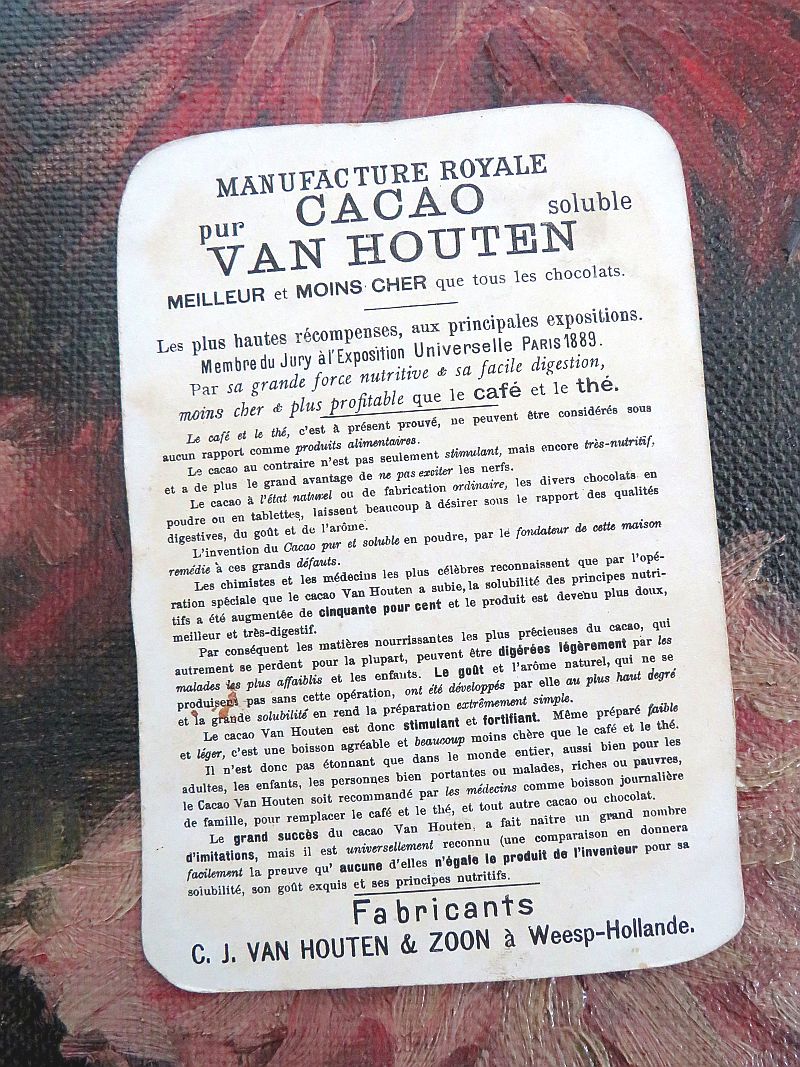 MANUFACTURE ROYALE
pur CACAO soluble
VAN HOUTEN
MEILLEUR et MOINS CHER que tous les chocolats.
Les plus hautes récompenses, aux principales expositions.
Membre du Jury à l'Exposition Universelle PARIS 1889.
Par sa grande force nutritive & sa facile digestion,
moins cher & plus profitable que le café et le thé.
Le café et le thé, c'est à présent prouvé, ne peuvent être considérés sous
aucun rapport comme produits alimentaires.
Le cacao au contraire n'est pas seulement stimulant, mais encore très-nutritif,
et a de plus le grand avantage de ne pas exciter les nerfs.
Le cacao à l'état naturel ou de fabrication ordinaire, les divers chocolats en
poudre ou en tablettes, laissent beaucoup à désirer sous le rapport des qualités
digestives, du goût et de l'arôme.
L'invention du Cacao pur et soluble en poudre, par le fondateur de cette maison
remédie à ces grands défauts.
Les chimistes et les médecins les plus célèbres reconnaissent que par l'opé-
ration spéciale que le cacao Van Houten a subie, la solubilité des principes nutri-
tifs a été augmentée de cinquante pour cent et le produit est devenu plus doux,
meilleur et très-digestif.
Par conséquent les matières nourrissantes les plus précieuses du cacao, qui
autrement se perdent pour la plupart, peuvent être digérées légèrement par les
malades les plus affaiblis et les enfants. Le goût et l'arôme naturel, qui ne se
produisent pas sans cette opération, ont été développés par elle au plus haut degré
et la grande solubilité en rend la préparation extrêmement simple.
Le cacao Van Houten est donc stimulant et fortifiant. Même préparé faible
et léger, c'est une boisson agréable et beaucoup moins chère que le café et le thé.
Il n'est donc pas étonnant que dans le monde entier, aussi bien pour les
adultes, les enfants, les personnes bien portantes ou malades, riches ou pauvres,
le Cacao Van Houten soit recommandé par les médecins comme boisson journalière
de famille, pour remplacer le café et le thé, et tout autre cacao ou chocolat.
Le grand succès du cacao Van Houten, a fait naitre un grand nombre
d'imitations, mais il est universellement reconnu (une comparaison en donnera
facilement la preuve qu' aucune d'elles n'égale le produit de l'inventeur pour sa
solubilité, son goût exquis et ses principes nutritifs.
Fabricants
C. J. VAN HOUTEN & ZOON à Weesp-Hollande.